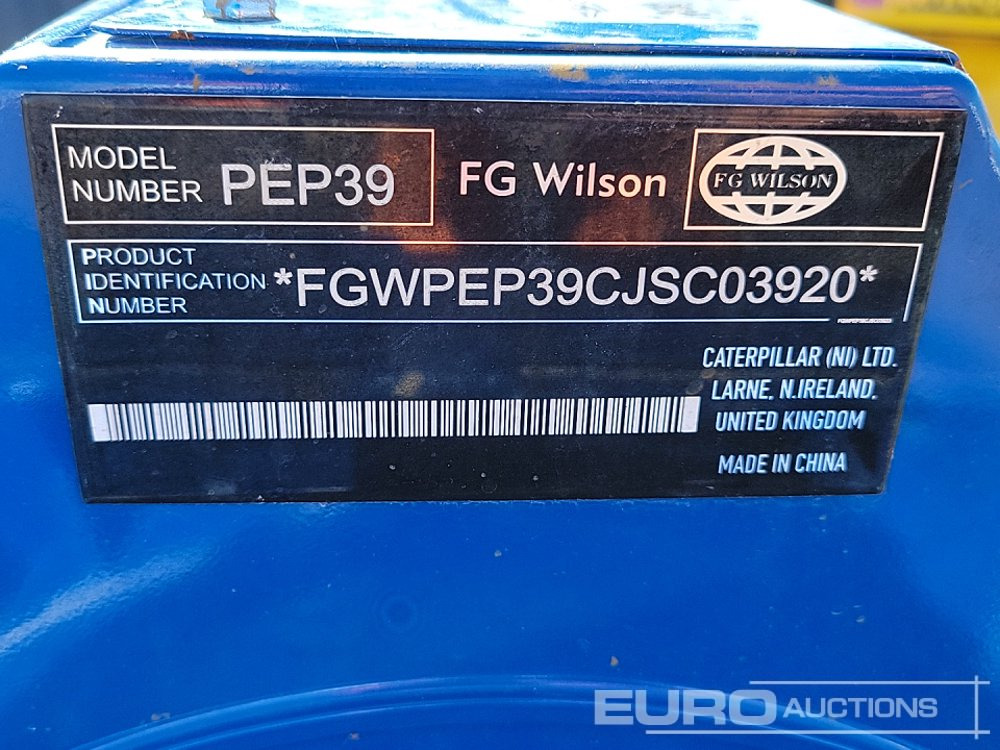 MODEL
NUMBER PEP39
FG Wilson
FG WILSON
PRODUCT
IDENTIFICATION
NUMBER
*FGWPEP39CJSC03920*
CATERPILLAR (NI) LTD.
LARNE, N.IRELAND.
UNITED KINGDOM
MADE IN CHINA
EURO AUCTIONS